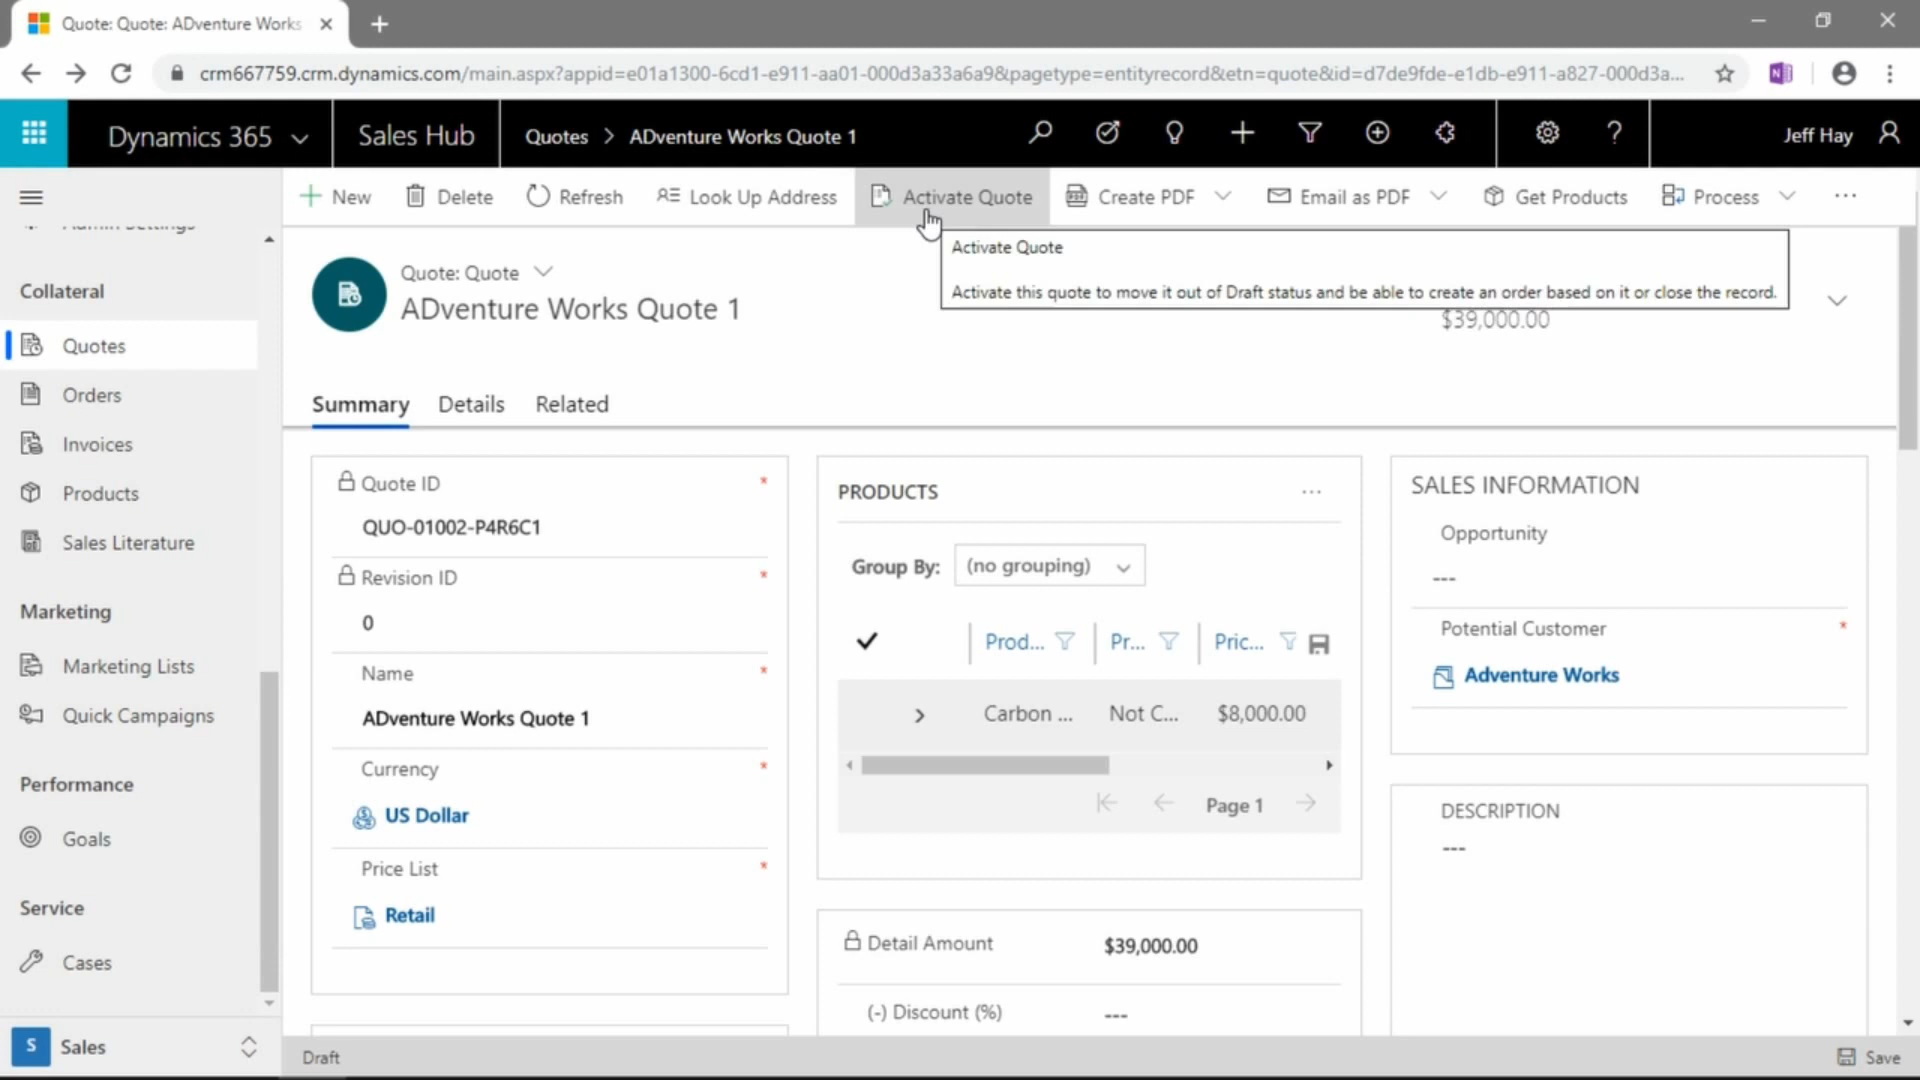 Quote: Quote: ADventure Works
crm667759.crm.dynamics.com/main.aspx?appid=e01a1300-6cd1-e911-aa01-000d3a33a6a9&pagetype=entityrecord&etn=quote&id=d7de9fde-e1db-e911-a827-000d3a...
Dynamics 365
Sales Hub
Quotes > ADventure Works Quote 1
Jeff Hay
New
Delete
Refresh
Look Up Address
Activate Quote
Create PDF
Email as PDF
Get Products
Process
...
Activate Quote
Activate this quote to move it out of Draft status and be able to create an order based on it or close the record.
Admin Settings
Collateral
Quotes
Orders
Invoices
Products
Sales Literature
Marketing
Marketing Lists
Quick Campaigns
Performance
Goals
Service
Cases
S
Sales
Quote: Quote
ADventure Works Quote 1
$39,000.00
Summary
Details
Related
Quote ID *
QUO-01002-P4R6C1
Revision ID *
0
Name *
ADventure Works Quote 1
Currency *
US Dollar
Price List *
Retail
PRODUCTS
...
Group By: (no grouping)
Prod... Pr... Pric...
Carbon ... Not C... $8,000.00
Page 1
Detail Amount $39,000.00
(-) Discount (%) ---
SALES INFORMATION
Opportunity
---
Potential Customer *
Adventure Works
DESCRIPTION
---
Draft
Save